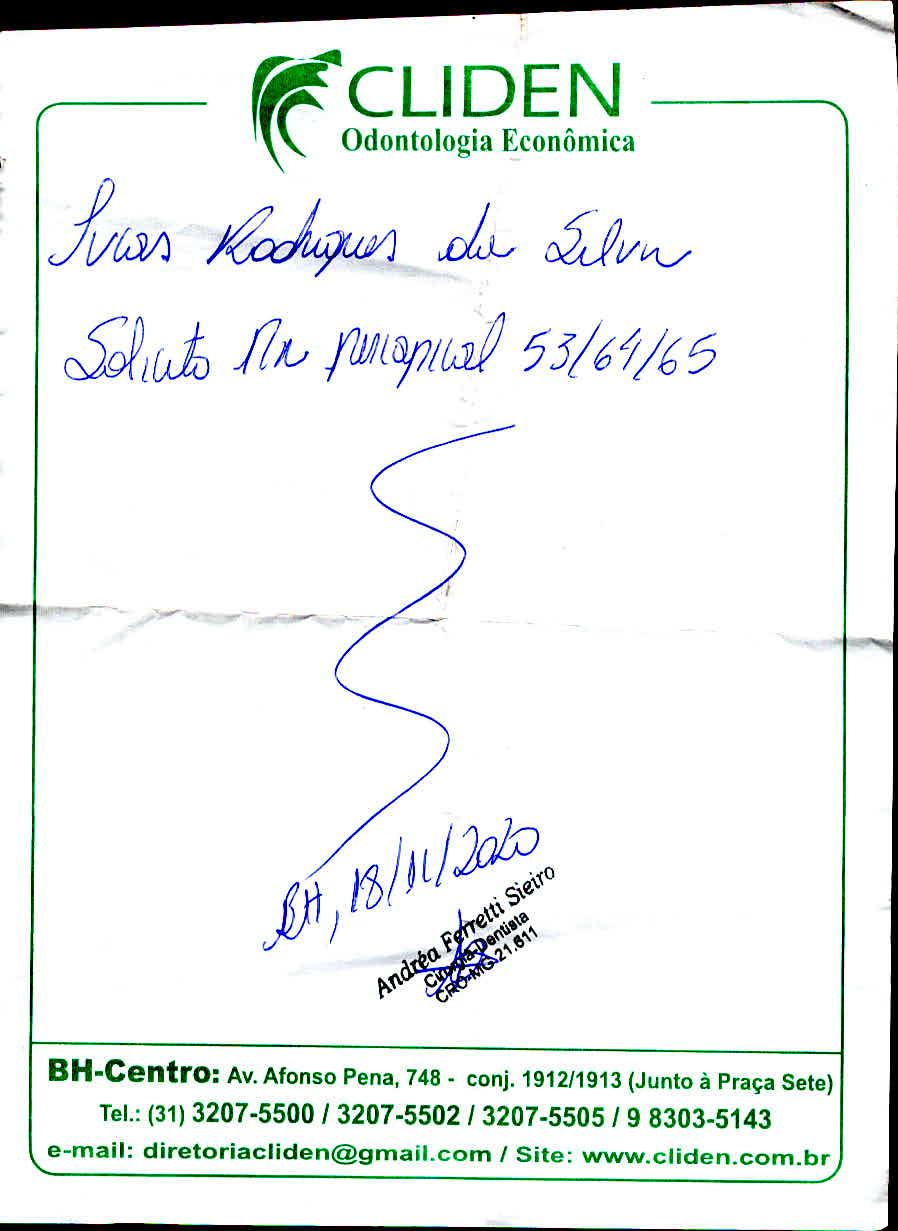 CLIDEN
Odontologia Econômica
Lucas Rodrigues da Silva
Solicito Rx periapical 53/64/65
BH, 18/11/2020
Andréa Ferretti Sieiro
Cirurgiã-Dentista
CRO-MG-21.611
BH-Centro: Av. Afonso Pena, 748 - conj. 1912/1913 (Junto à Praça Sete)
Tel.: (31) 3207-5500 / 3207-5502 / 3207-5505 / 9 8303-5143
e-mail: diretoriacliden@gmail.com / Site: www.cliden.com.br